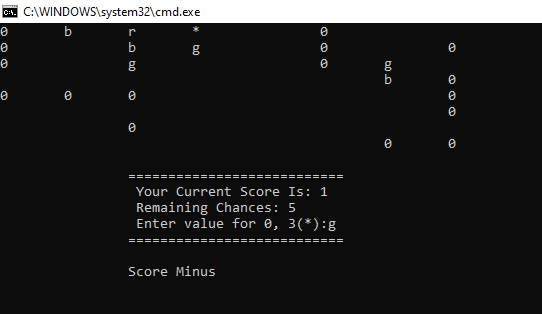 C:\WINDOWS\system32\cmd.exe
0 b r * 0
0 b g 0 0
0 g 0 g
b 0
0 0 0 0
0
0
0 0
===========================
Your Current Score Is: 1
Remaining Chances: 5
Enter value for 0, 3(*):g
===========================
Score Minus